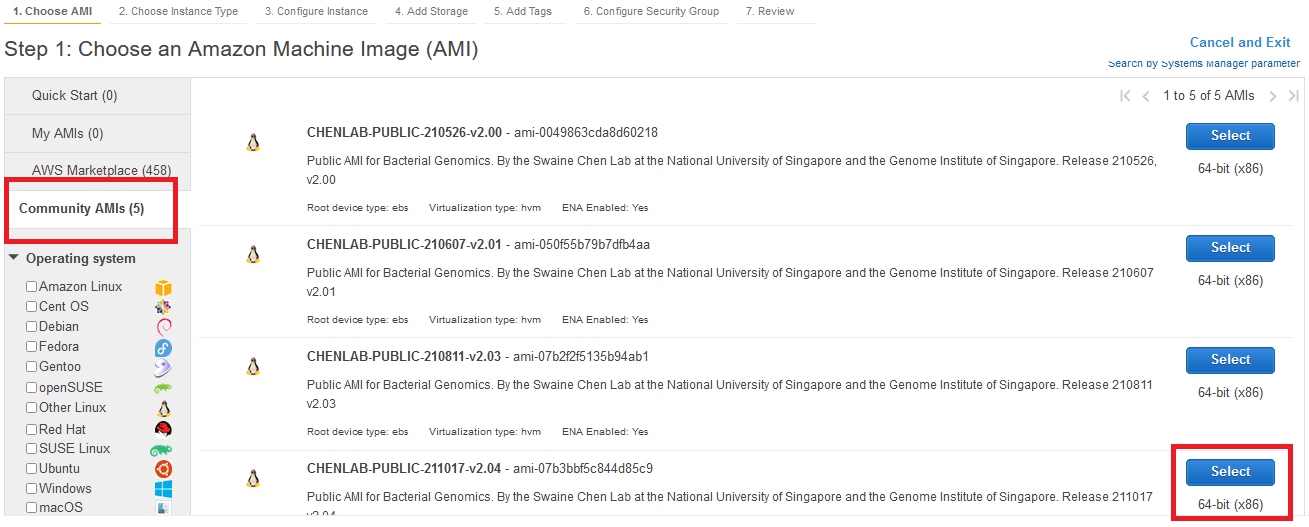 1. Choose AMI 2. Choose Instance Type 3. Configure Instance 4. Add Storage 5. Add Tags 6. Configure Security Group 7. Review
Step 1: Choose an Amazon Machine Image (AMI)
Cancel and Exit
Search by Systems Manager parameter
Quick Start (0)
My AMIs (0)
AWS Marketplace (458)
Community AMIs (5)
Operating system
Amazon Linux
Cent OS
Debian
Fedora
Gentoo
openSUSE
Other Linux
Red Hat
SUSE Linux
Ubuntu
Windows
macOS
1 to 5 of 5 AMIs
CHENLAB-PUBLIC-210526-v2.00 - ami-0049863cda8d60218
Public AMI for Bacterial Genomics. By the Swaine Chen Lab at the National University of Singapore and the Genome Institute of Singapore. Release 210526,
v2.00
Root device type: ebs Virtualization type: hvm ENA Enabled: Yes
Select
64-bit (x86)
CHENLAB-PUBLIC-210607-v2.01 - ami-050f55b79b7dfb4aa
Public AMI for Bacterial Genomics. By the Swaine Chen Lab at the National University of Singapore and the Genome Institute of Singapore. Release 210607
v2.01
Root device type: ebs Virtualization type: hvm ENA Enabled: Yes
Select
64-bit (x86)
CHENLAB-PUBLIC-210811-v2.03 - ami-07b2f2f5135b94ab1
Public AMI for Bacterial Genomics. By the Swaine Chen Lab at the National University of Singapore and the Genome Institute of Singapore. Release 210811
v2.03
Root device type: ebs Virtualization type: hvm ENA Enabled: Yes
Select
64-bit (x86)
CHENLAB-PUBLIC-211017-v2.04 - ami-07b3bbf5c844d85c9
Public AMI for Bacterial Genomics. By the Swaine Chen Lab at the National University of Singapore and the Genome Institute of Singapore. Release 211017
v2.04
Select
64-bit (x86)